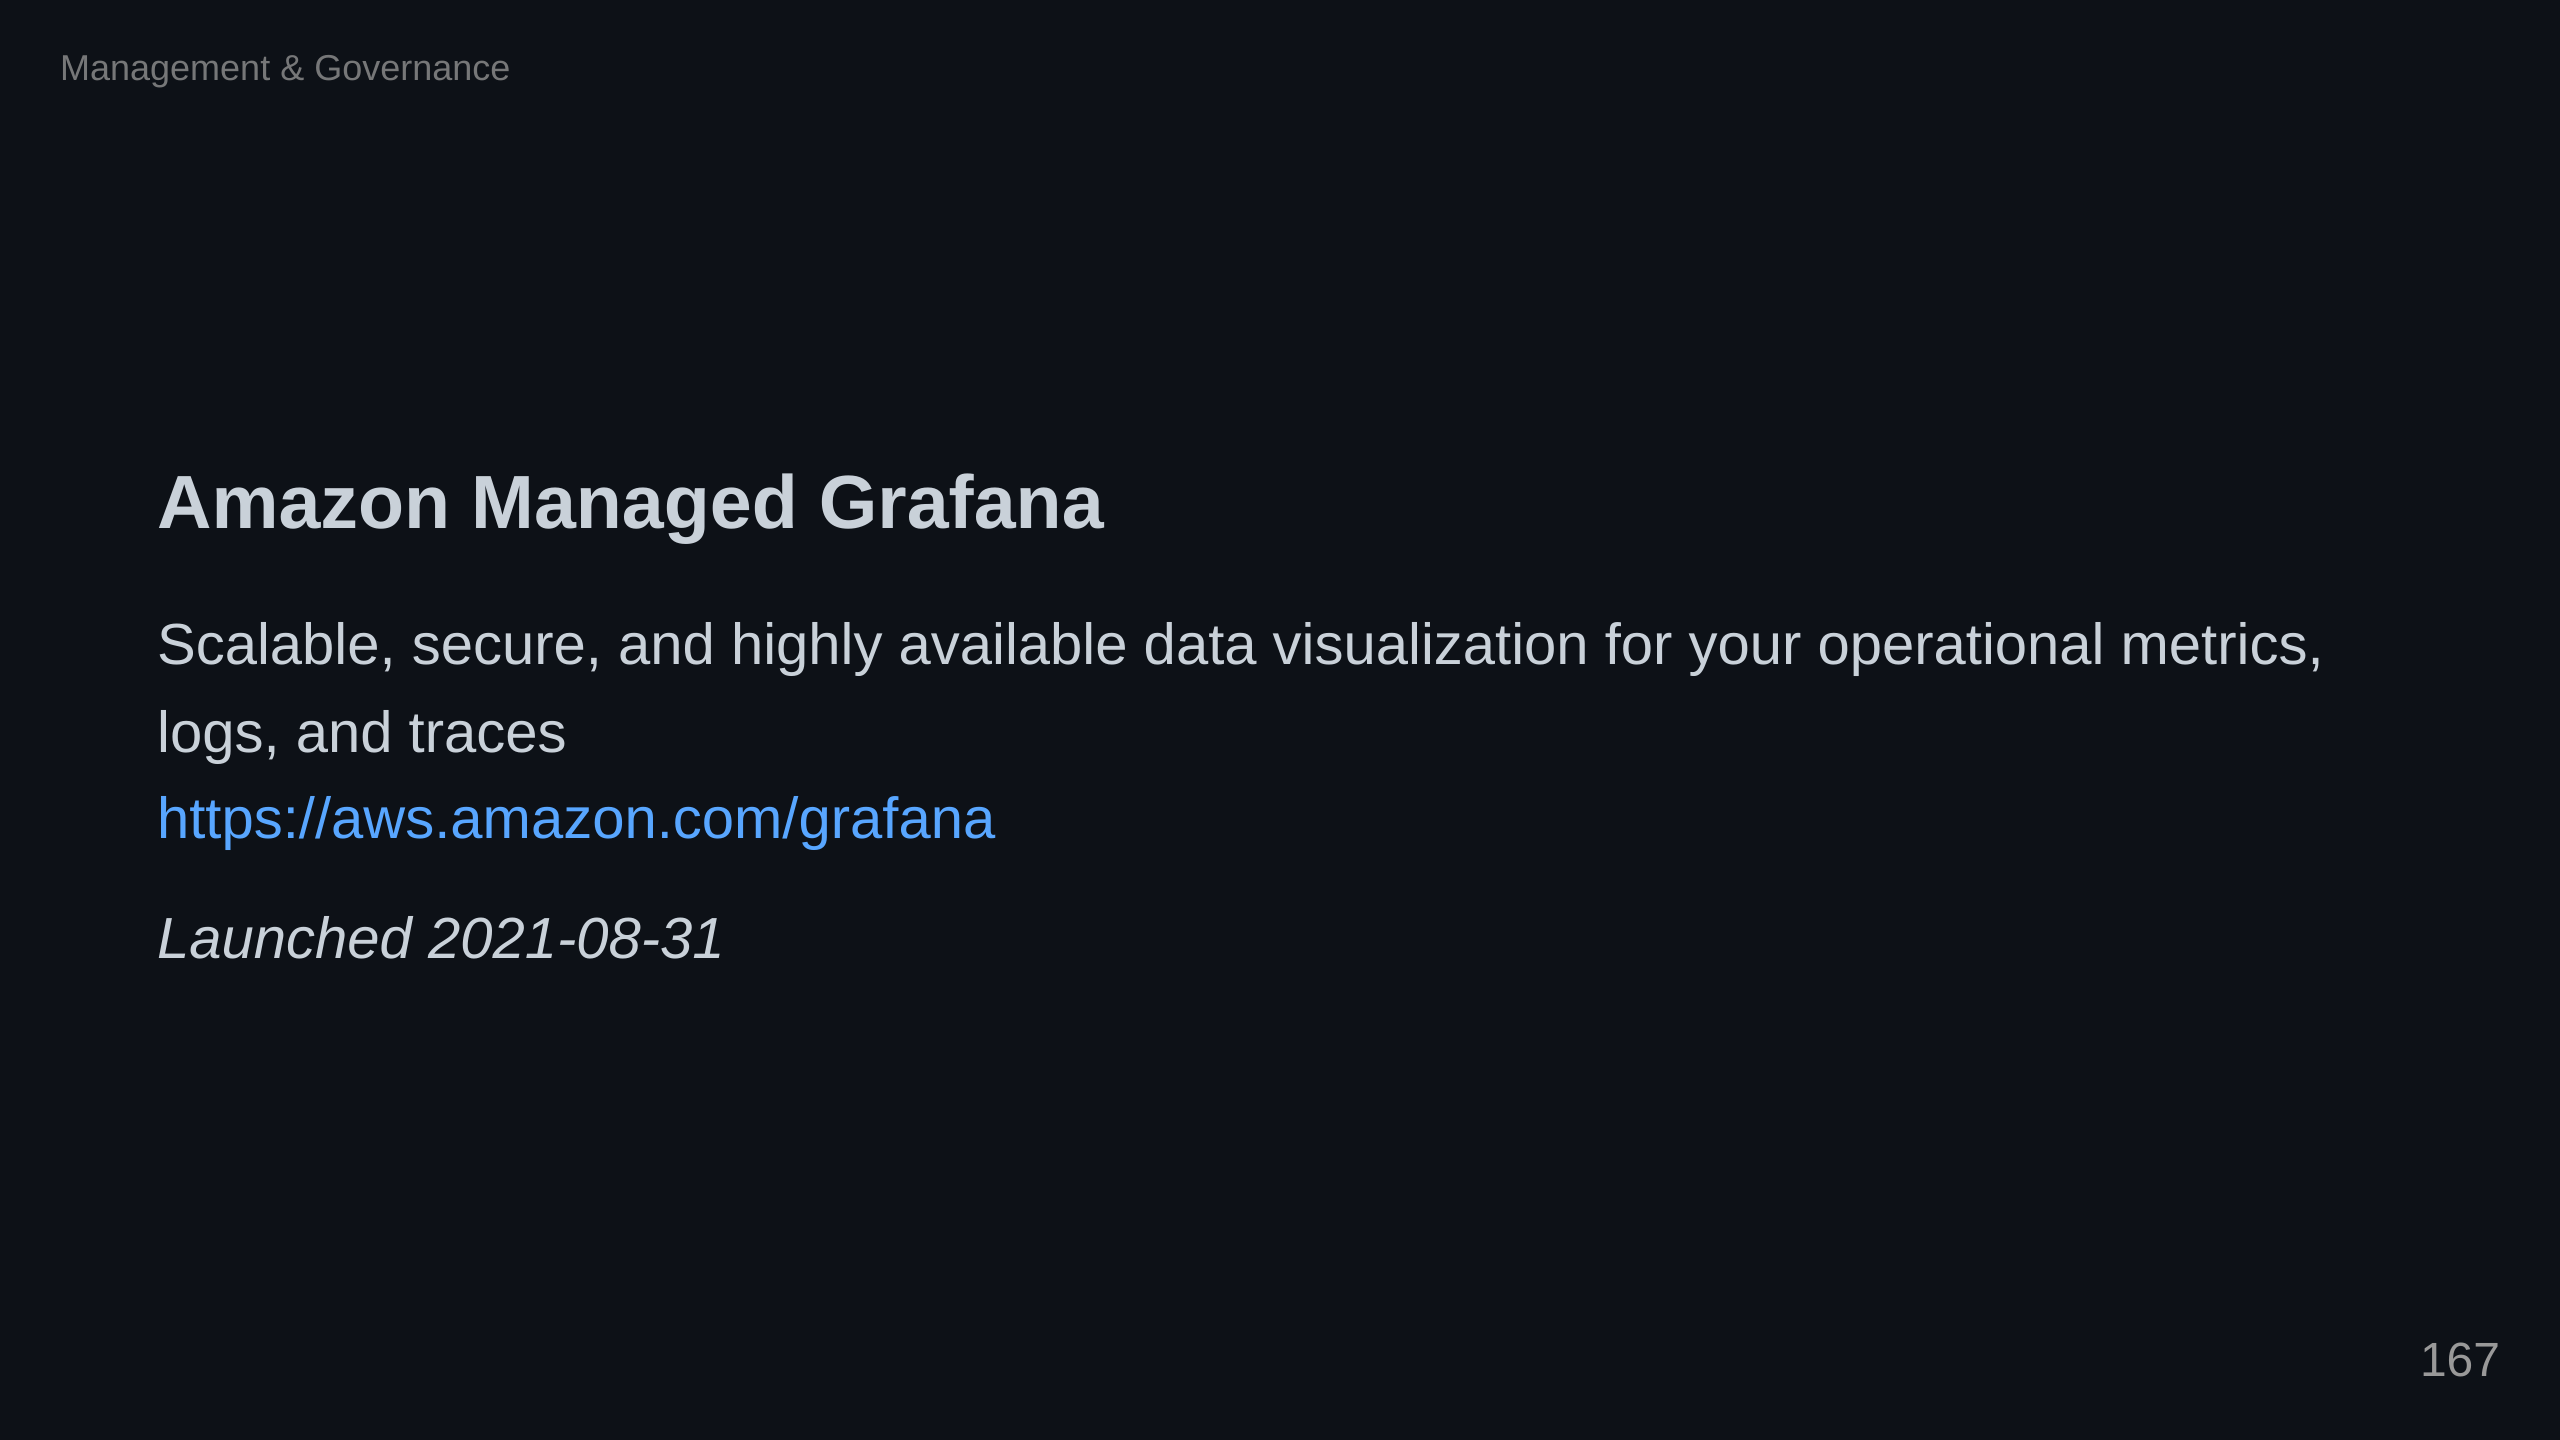 Management & Governance
Amazon Managed Grafana
Scalable, secure, and highly available data visualization for your operational metrics,
logs, and traces
https://aws.amazon.com/grafana
Launched 2021-08-31
167